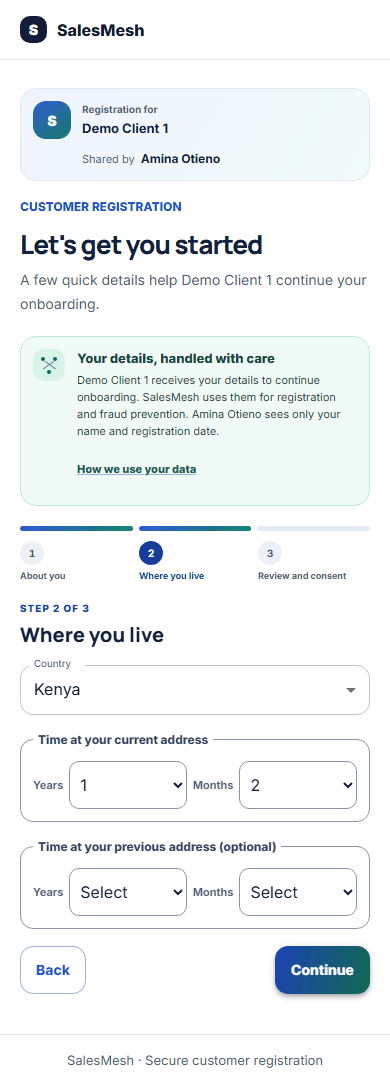 S SalesMesh
S
Registration for
Demo Client 1
Shared by Amina Otieno
CUSTOMER REGISTRATION
Let's get you started
A few quick details help Demo Client 1 continue your
onboarding.
Your details, handled with care
Demo Client 1 receives your details to continue
onboarding. SalesMesh uses them for registration
and fraud prevention. Amina Otieno sees only your
name and registration date.
How we use your data
1 2 3
About you Where you live Review and consent
STEP 2 OF 3
Where you live
Country
Kenya
Time at your current address
Years 1 Months 2
Time at your previous address (optional)
Years Select Months Select
Back Continue
SalesMesh · Secure customer registration